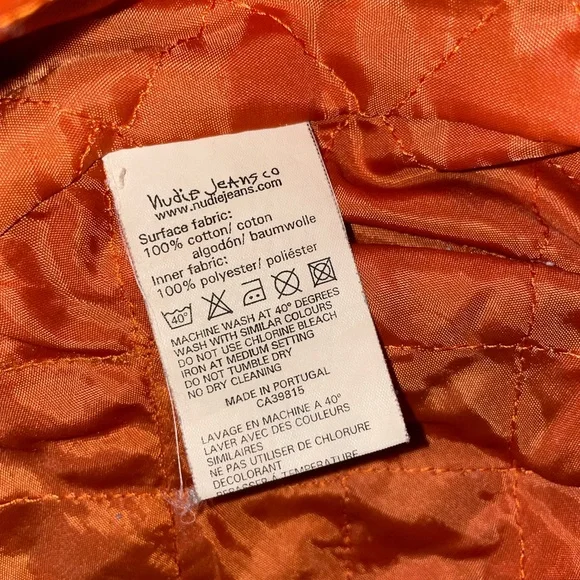 nudie jeans co
www.nudiejeans.com
Surface fabric:
100% cotton/ coton
algodón/ baumwolle
Inner fabric:
100% polyester/ poliéster
40°
MACHINE WASH AT 40° DEGREES
WASH WITH SIMILAR COLOURS
DO NOT USE CHLORINE BLEACH
IRON AT MEDIUM SETTING
DO NOT TUMBLE DRY
NO DRY CLEANING
MADE IN PORTUGAL
CA39815
LAVAGE EN MACHINE A 40°
LAVER AVEC DES COULEURS
SIMILAIRES
NE PAS UTILISER DE CHLORURE
DECOLORANT
REPASSER A TEMPERATURE